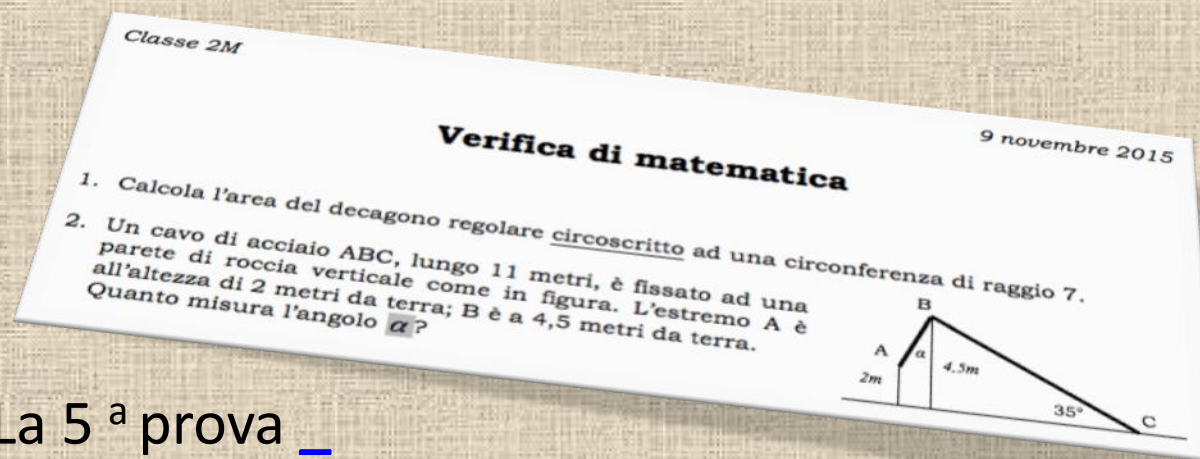 Classe 2M
9 novembre 2015
Verifica di matematica
1. Calcola l'area del decagono regolare circoscritto ad una circonferenza di raggio 7.
2. Un cavo di acciaio ABC, lungo 11 metri, è fissato ad una
parete di roccia verticale come in figura. L'estremo A è
all'altezza di 2 metri da terra; B è a 4,5 metri da terra.
Quanto misura l'angolo α?
B
A
α
4.5m
2m
35°
C
La 5 ª prova _